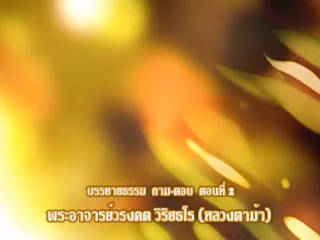 บรรยายธรรม ถาม-ตอบ ตอนที่ 2
พระอาจารย์วรงคต วิริยธโร (หลวงตาม้า)